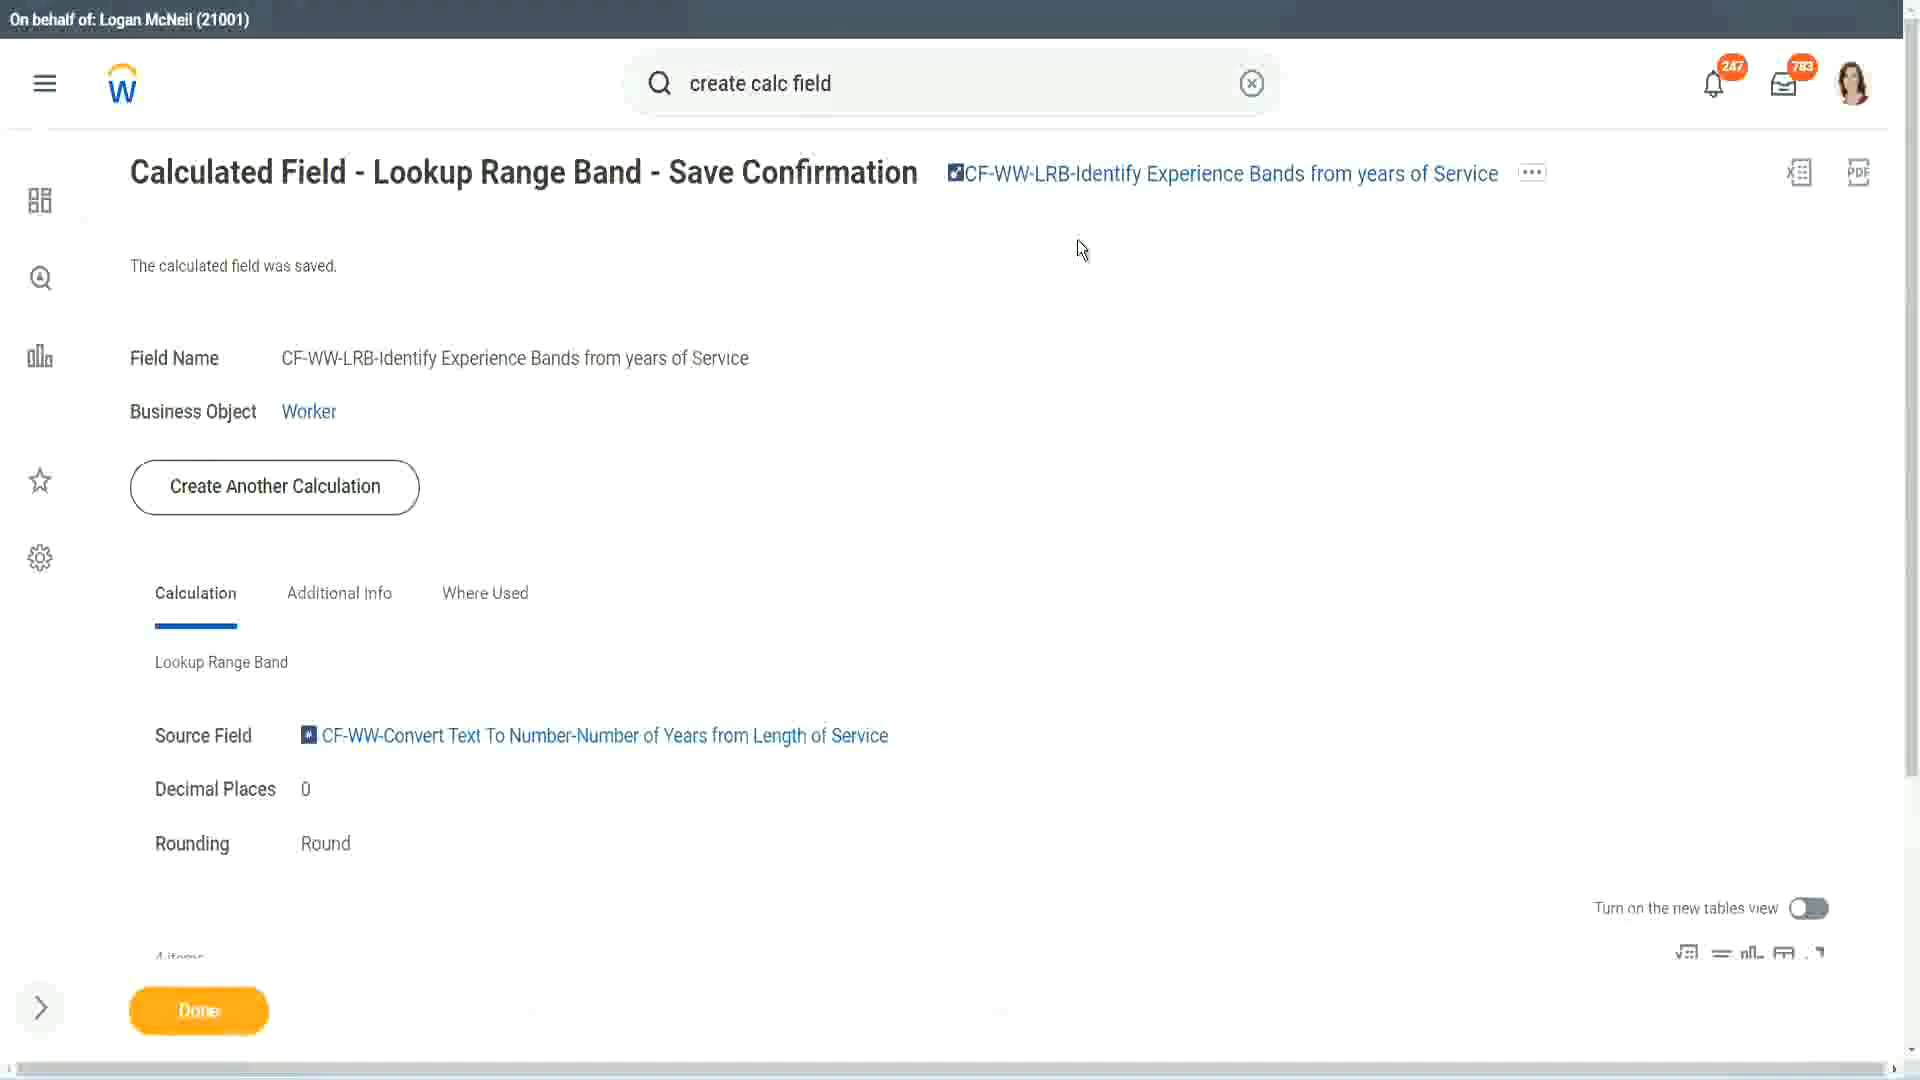 On behalf of: Logan McNeil (21001)
W
create calc field
247
783
Calculated Field - Lookup Range Band - Save Confirmation
CF-WW-LRB-Identify Experience Bands from years of Service
PDF
The calculated field was saved.
Field Name CF-WW-LRB-Identify Experience Bands from years of Service
Business Object Worker
Create Another Calculation
Calculation Additional Info Where Used
Lookup Range Band
Source Field CF-WW-Convert Text To Number-Number of Years from Length of Service
Decimal Places 0
Rounding Round
Turn on the new tables view
4 items
Done